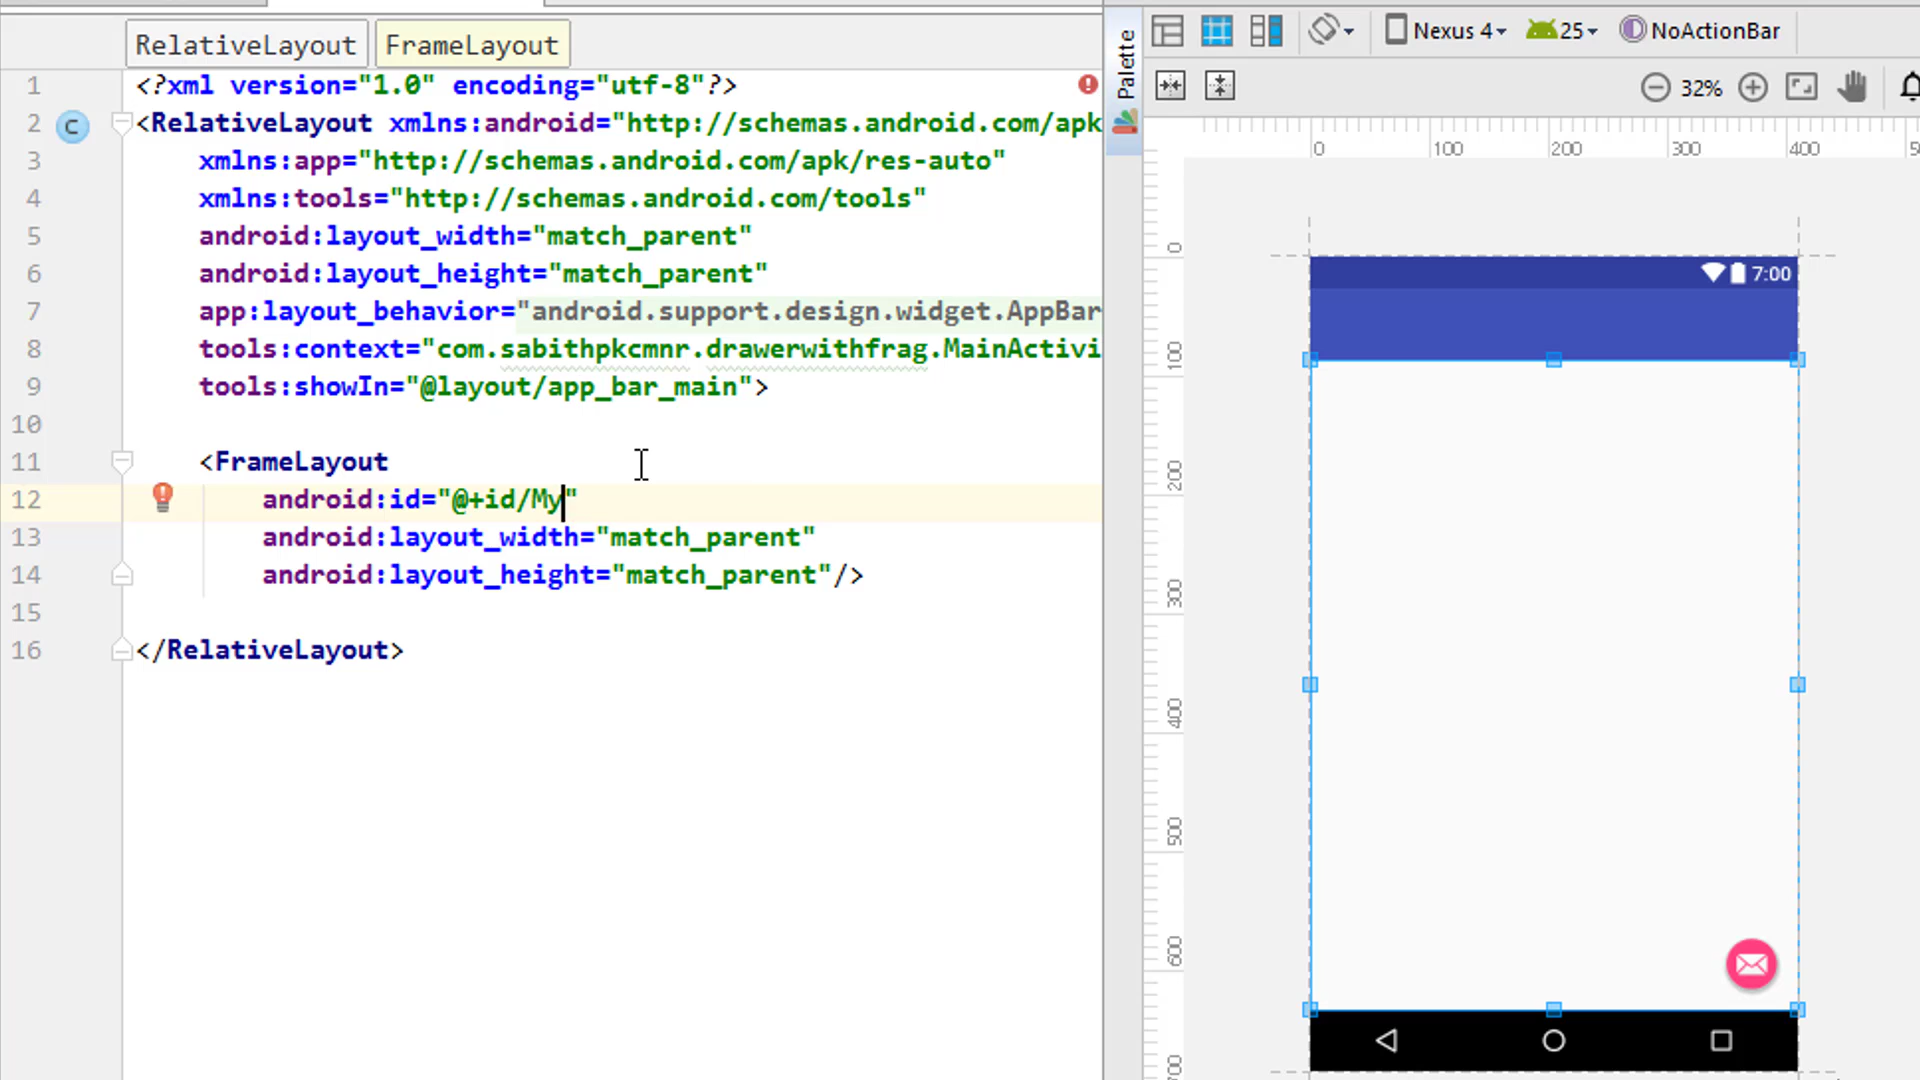 RelativeLayout FrameLayout
Nexus 4 25 NoActionBar
Palette
32%
1 <?xml version="1.0" encoding="utf-8"?>
2 C <RelativeLayout xmlns:android="http://schemas.android.com/apk
3 xmlns:app="http://schemas.android.com/apk/res-auto"
4 xmlns:tools="http://schemas.android.com/tools"
5 android:layout_width="match_parent"
6 android:layout_height="match_parent"
7 app:layout_behavior="android.support.design.widget.AppBar
8 tools:context="com.sabithpkcmnr.drawerwithfrag.MainActivi
9 tools:showIn="@layout/app_bar_main">
10
11 <FrameLayout
12 android:id="@+id/My"
13 android:layout_width="match_parent"
14 android:layout_height="match_parent"/>
15
16 </RelativeLayout>
0 100 200 300 400
0
100
200
300
400
500
600
7:00